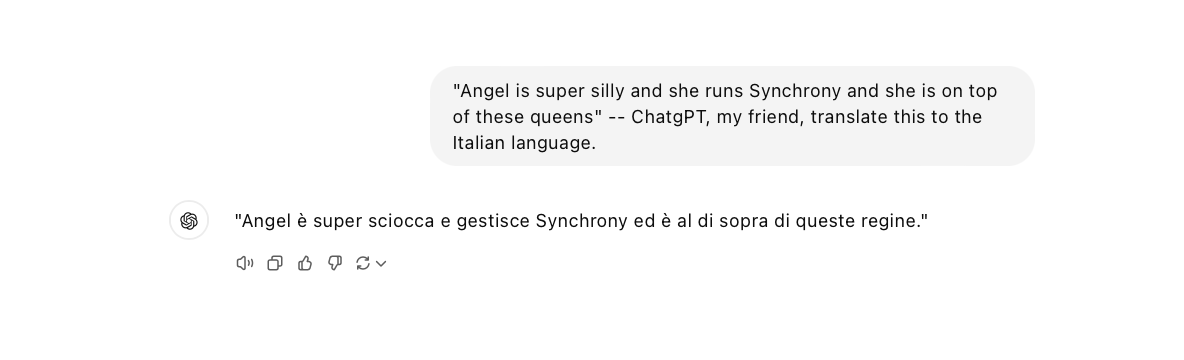 "Angel is super silly and she runs Synchrony and she is on top
of these queens" -- ChatgPT, my friend, translate this to the
Italian language.
"Angel è super sciocca e gestisce Synchrony ed è al di sopra di queste regine."